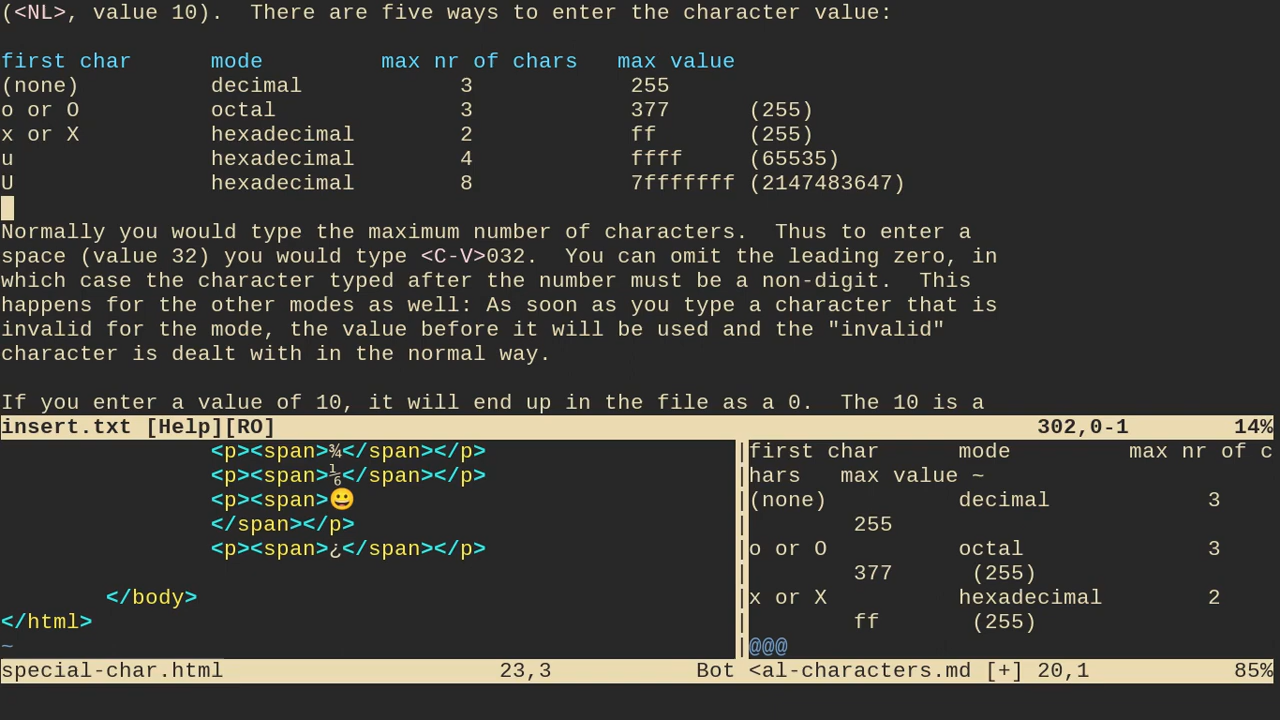 (<NL>, value 10).  There are five ways to enter the character value:
first char      mode         max nr of chars   max value
(none)          decimal            3            255
o or O          octal              3            377      (255)
x or X          hexadecimal        2            ff       (255)
u               hexadecimal        4            ffff     (65535)
U               hexadecimal        8            7fffffff (2147483647)
Normally you would type the maximum number of characters.  Thus to enter a
space (value 32) you would type <C-V>032.  You can omit the leading zero, in
which case the character typed after the number must be a non-digit.  This
happens for the other modes as well: As soon as you type a character that is
invalid for the mode, the value before it will be used and the "invalid"
character is dealt with in the normal way.
If you enter a value of 10, it will end up in the file as a 0.  The 10 is a
insert.txt [Help][RO]                                        302,0-1        14%
<p><span>¾</span></p>
<p><span>⅙</span></p>
<p><span>😀
</span></p>
<p><span>¿</span></p>
</body>
</html>
~
special-char.html                     23,3           Bot
first char      mode         max nr of c
hars   max value ~
(none)          decimal            3
255
o or O          octal              3
377      (255)
x or X          hexadecimal        2
ff       (255)
@@@
<al-characters.md [+] 20,1           85%